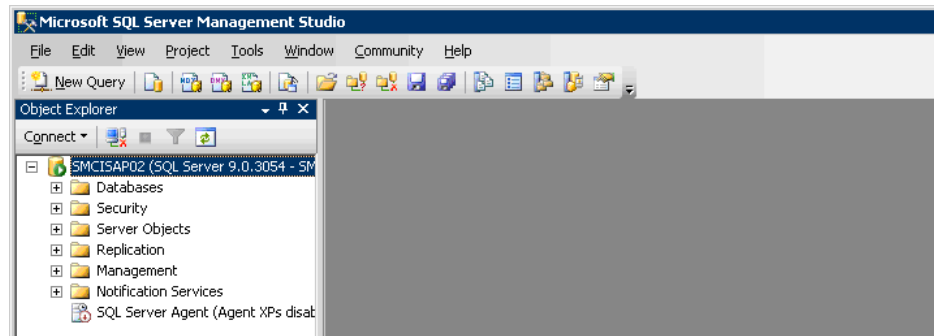 Microsoft SQL Server Management Studio
File Edit View Project Tools Window Community Help
New Query
Object Explorer
Connect
SMCISAP02 (SQL Server 9.0.3054 - SM
Databases
Security
Server Objects
Replication
Management
Notification Services
SQL Server Agent (Agent XPs disab